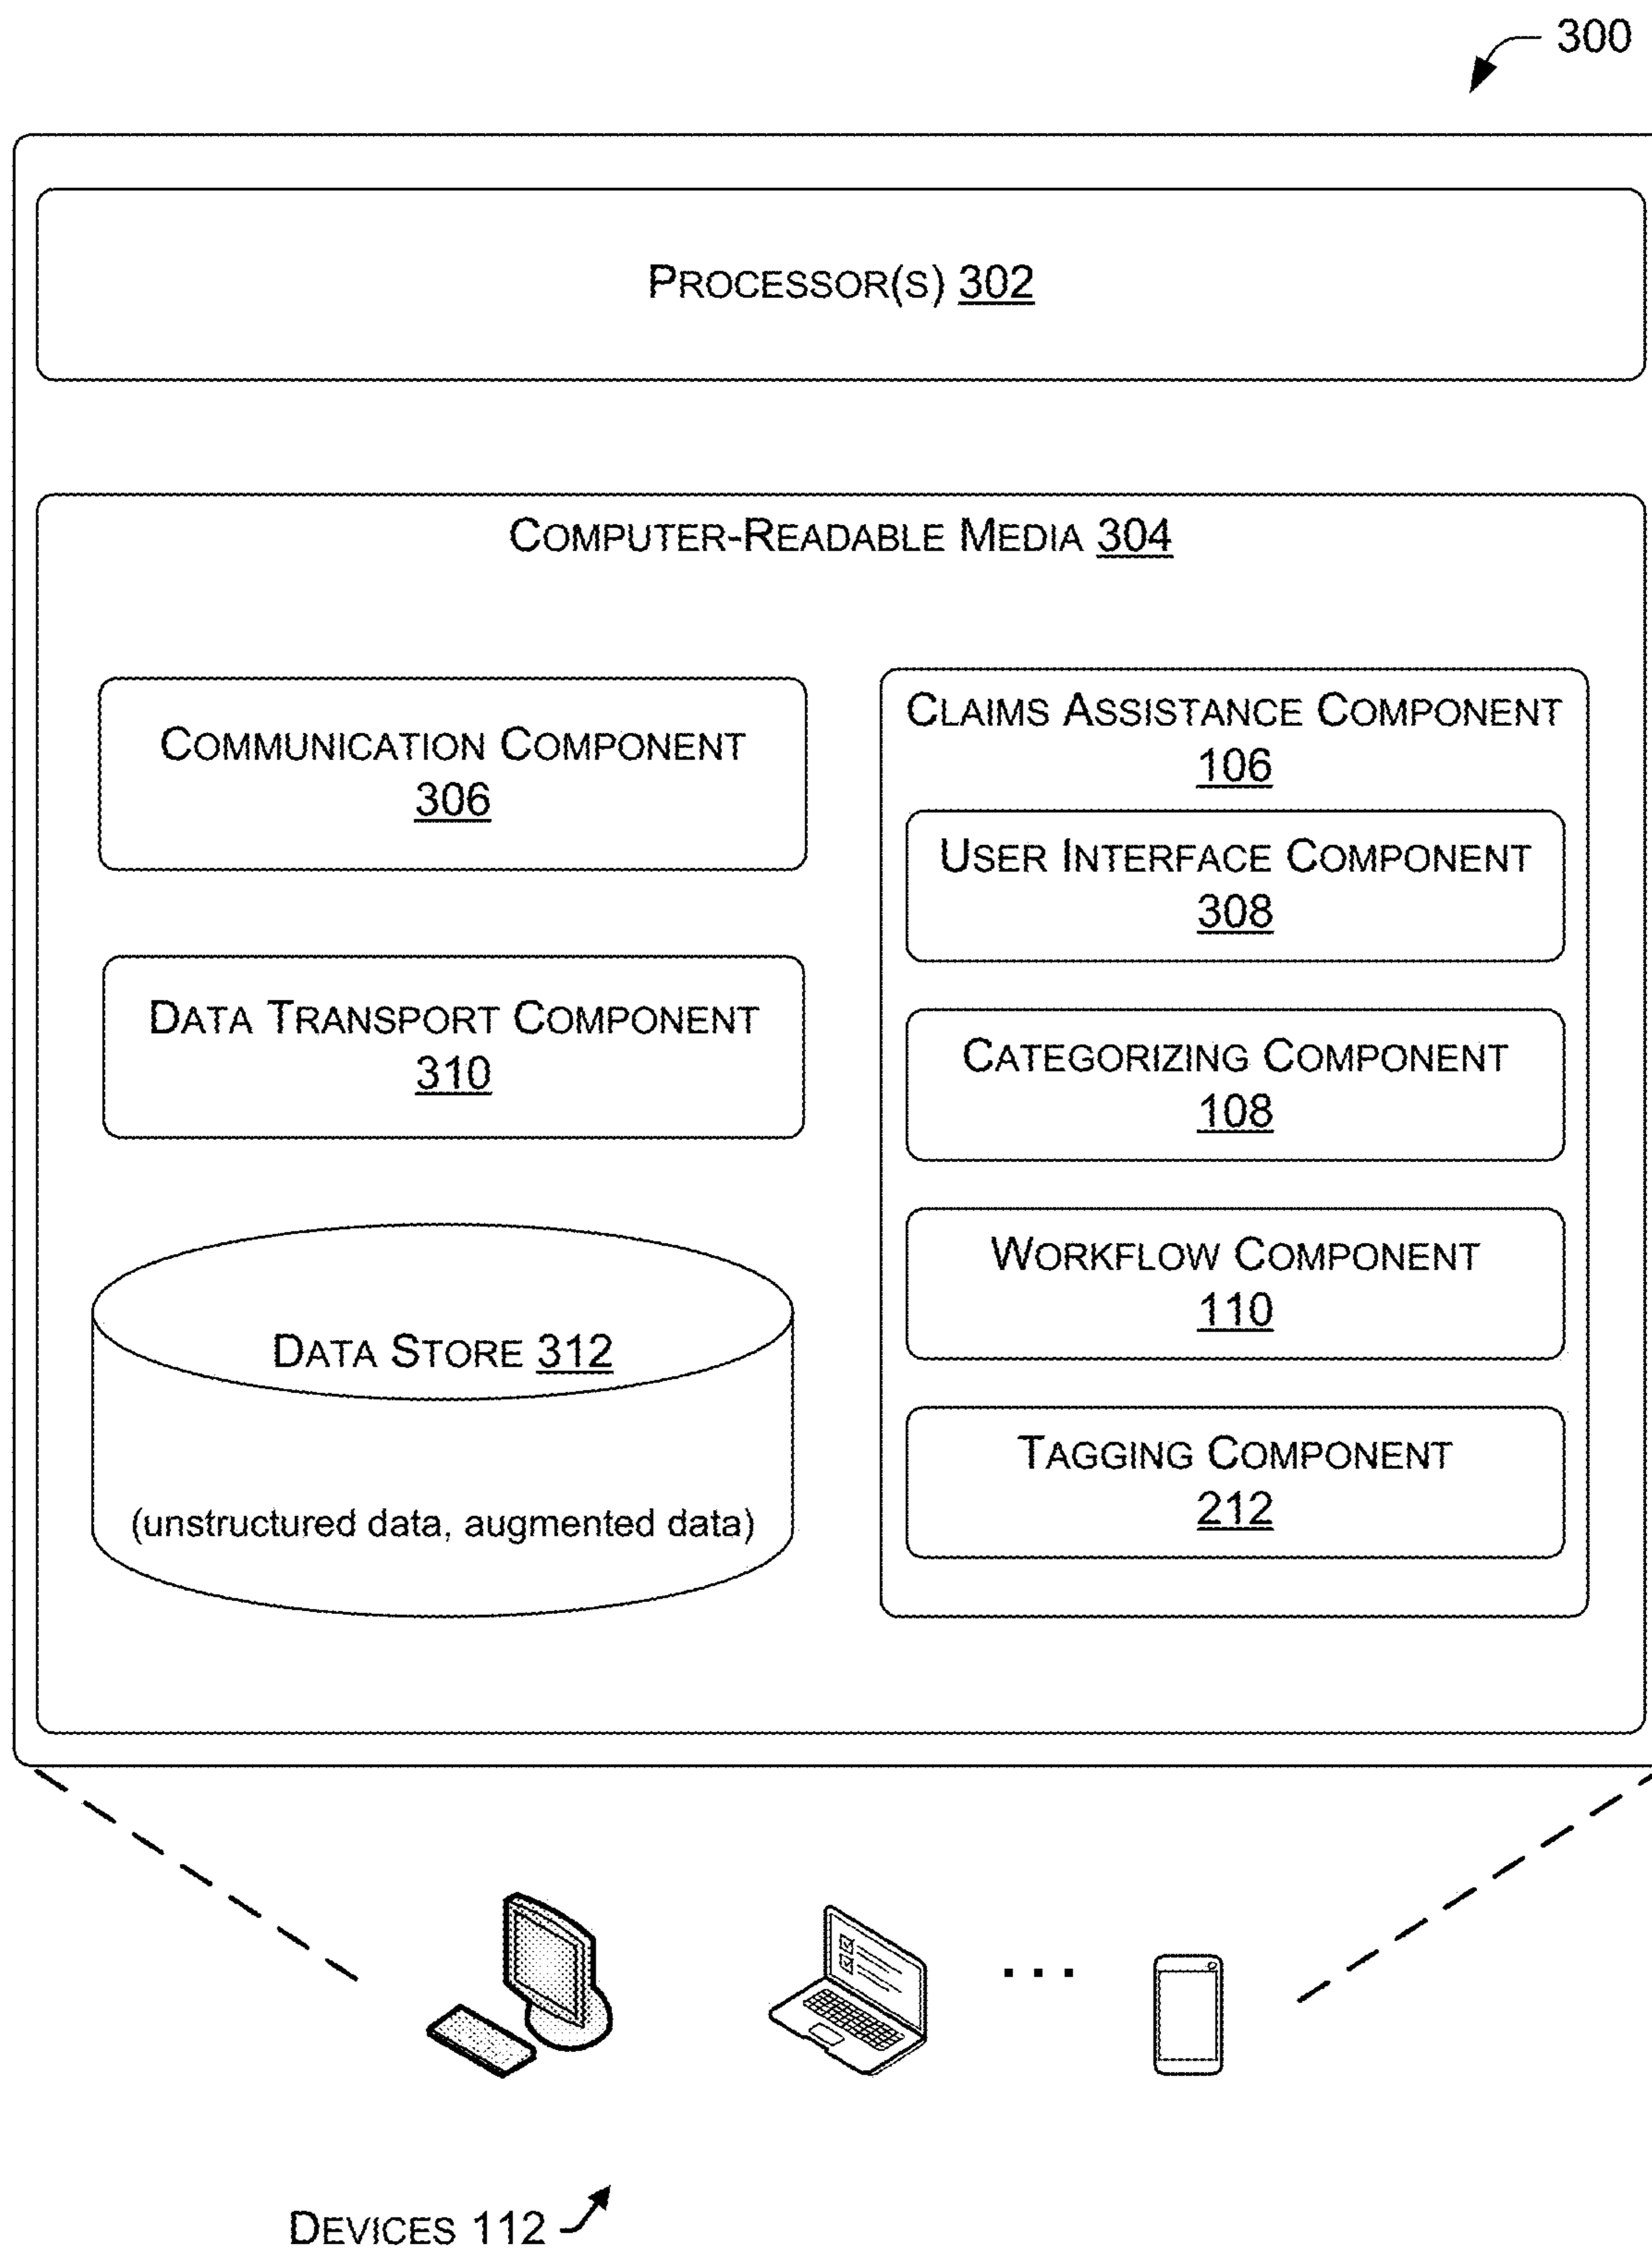 300
PROCESSOR(S) 302
COMPUTER-READABLE MEDIA 304
COMMUNICATION COMPONENT
306
DATA TRANSPORT COMPONENT
310
DATA STORE 312
(unstructured data, augmented data)
CLAIMS ASSISTANCE COMPONENT
106
USER INTERFACE COMPONENT
308
CATEGORIZING COMPONENT
108
WORKFLOW COMPONENT
110
TAGGING COMPONENT
212
DEVICES 112